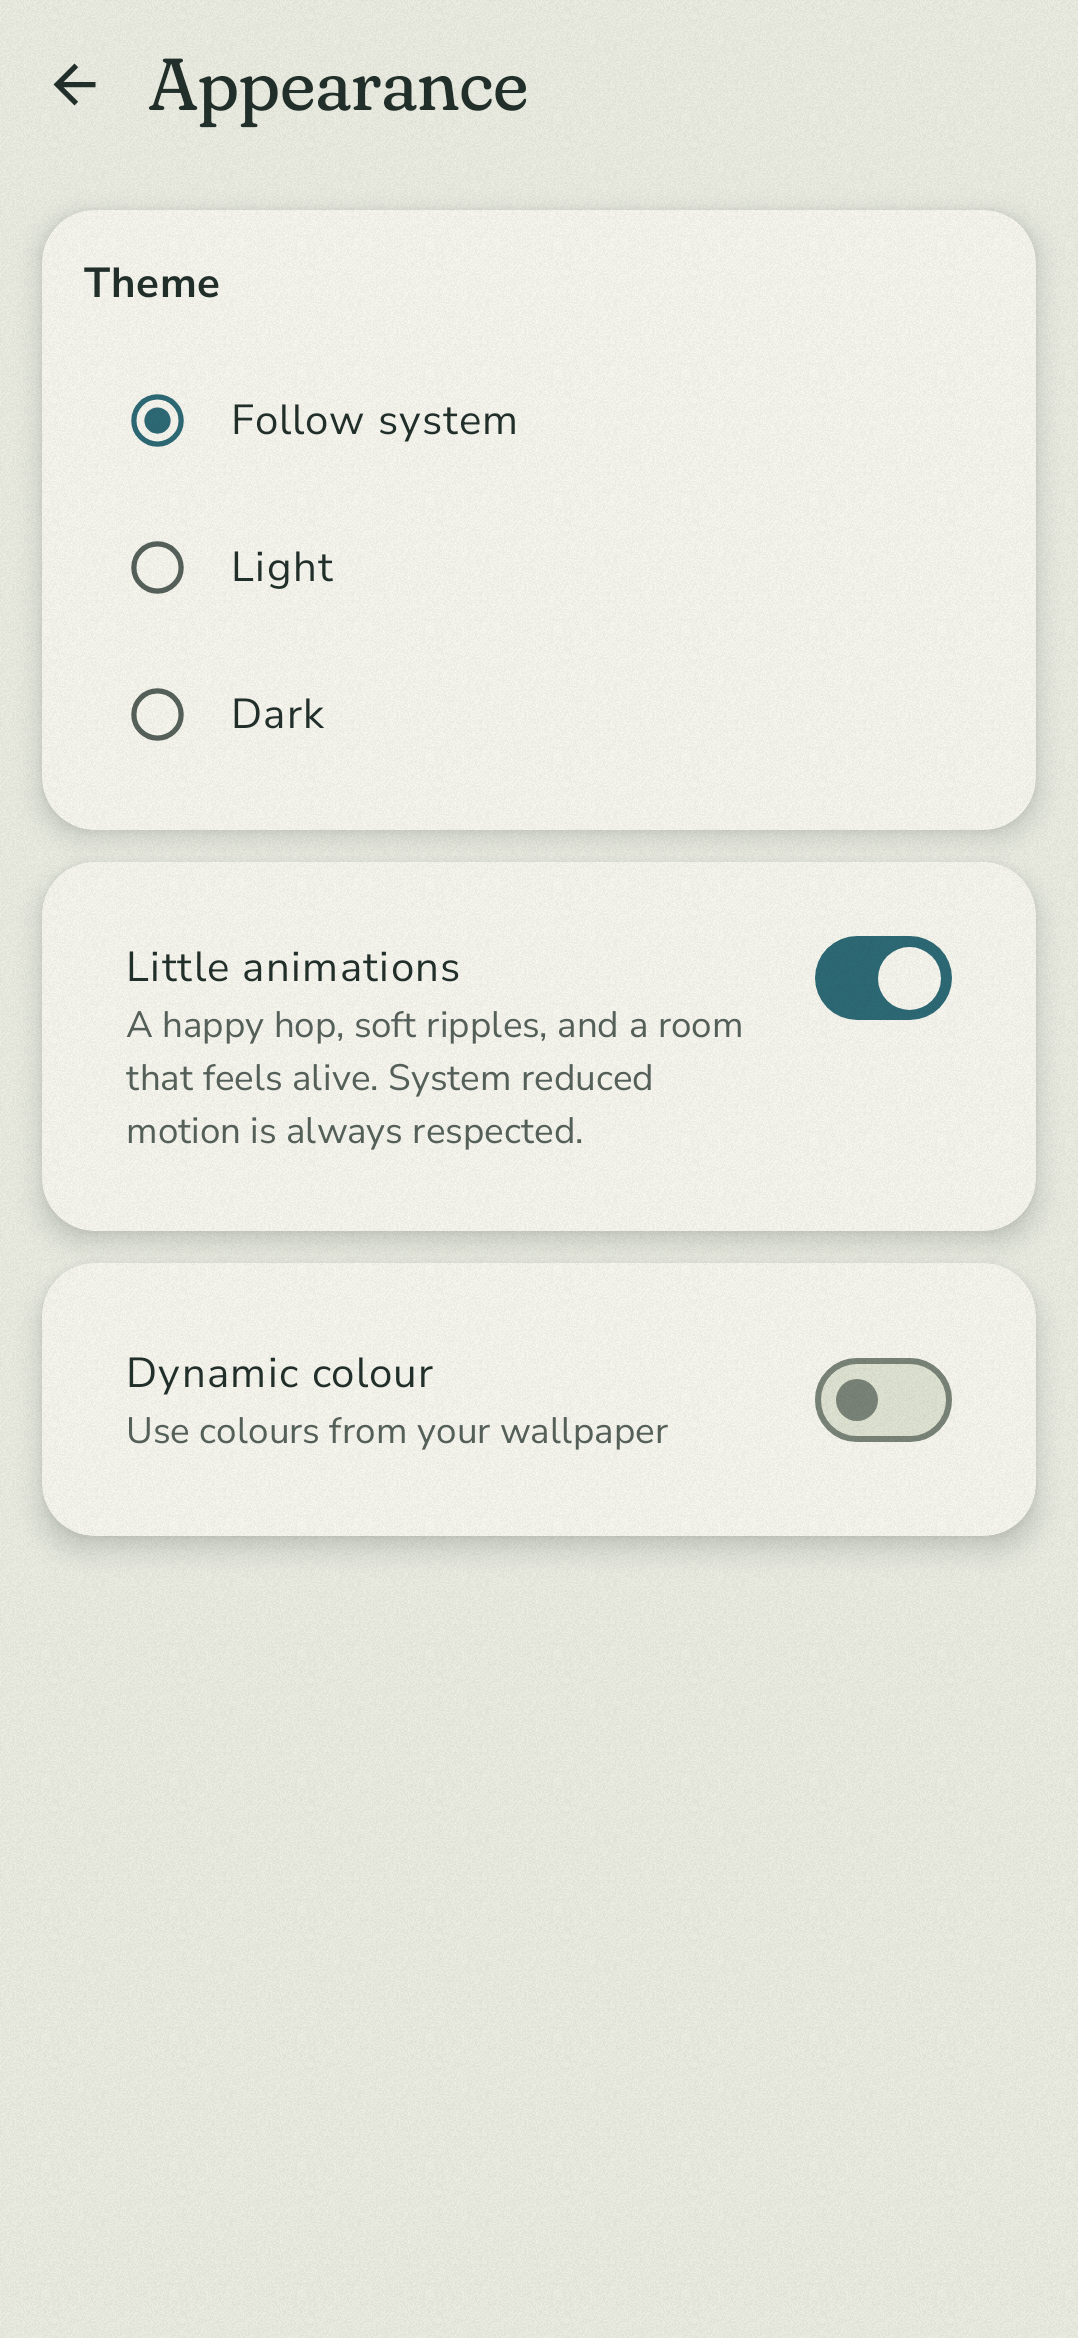 Appearance
Theme
Follow system
Light
Dark
Little animations
A happy hop, soft ripples, and a room
that feels alive. System reduced
motion is always respected.
Dynamic colour
Use colours from your wallpaper